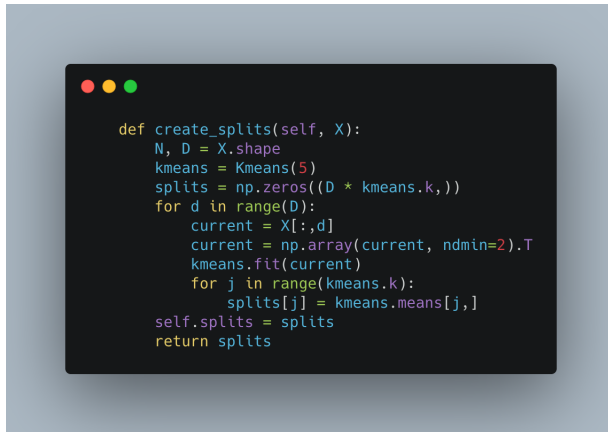 def create_splits(self, X):
    N, D = X.shape
    kmeans = Kmeans(5)
    splits = np.zeros((D * kmeans.k,))
    for d in range(D):
        current = X[:,d]
        current = np.array(current, ndmin=2).T
        kmeans.fit(current)
        for j in range(kmeans.k):
            splits[j] = kmeans.means[j,]
    self.splits = splits
    return splits